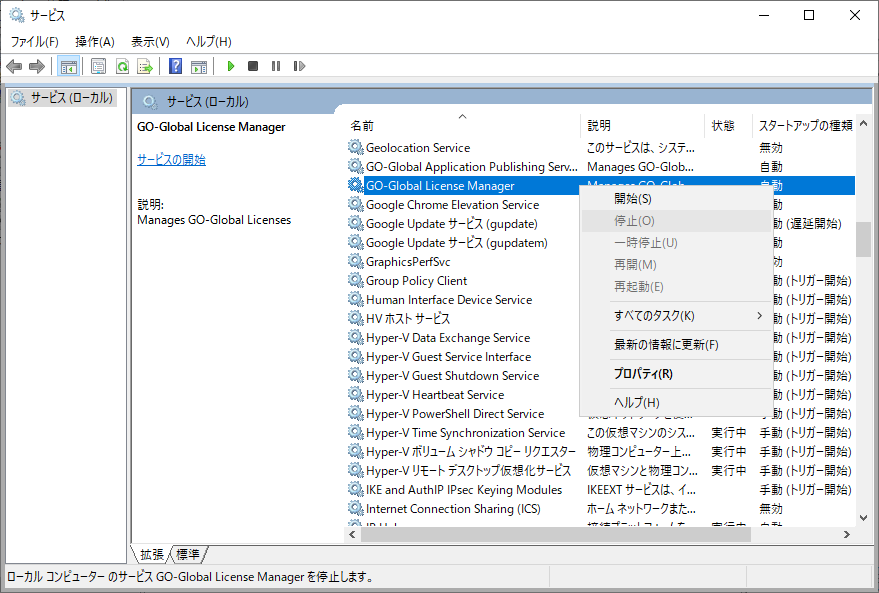 サービス
ファイル(F) 操作(A) 表示(V) ヘルプ(H)
サービス (ローカル)
サービス (ローカル)
GO-Global License Manager
サービスの開始
説明:
Manages GO-Global Licenses
名前 説明 状態 スタートアップの種類
Geolocation Service このサービスは、システ... 無効
GO-Global Application Publishing Serv... Manages GO-Glob... 自動
GO-Global License Manager Manages GO-Glob... 自動
Google Chrome Elevation Service 動
Google Update サービス (gupdate) 動 (遅延開始)
Google Update サービス (gupdatem) 動
GraphicsPerfSvc 効
Group Policy Client 動 (トリガー開始)
Human Interface Device Service 動 (トリガー開始)
HV ホスト サービス 動 (トリガー開始)
Hyper-V Data Exchange Service 動 (トリガー開始)
Hyper-V Guest Service Interface 動 (トリガー開始)
Hyper-V Guest Shutdown Service 動 (トリガー開始)
Hyper-V Heartbeat Service 動 (トリガー開始)
Hyper-V PowerShell Direct Service 動 (トリガー開始)
Hyper-V Time Synchronization Service この仮想マシンのシス... 実行中 手動 (トリガー開始)
Hyper-V ボリューム シャドウ コピー リクエスター 物理コンピューター上... 実行中 手動 (トリガー開始)
Hyper-V リモート デスクトップ仮想化サービス 仮想マシンと物理コン... 実行中 手動 (トリガー開始)
IKE and AuthIP IPsec Keying Modules IKEEXT サービスは、イ... 手動 (トリガー開始)
Internet Connection Sharing (ICS) ホーム ネットワークまた... 無効
開始(S)
停止(O)
一時停止(U)
再開(M)
再起動(E)
すべてのタスク(K)
最新の情報に更新(F)
プロパティ(R)
ヘルプ(H)
拡張 標準
ローカル コンピューター のサービス GO-Global License Manager を停止します。